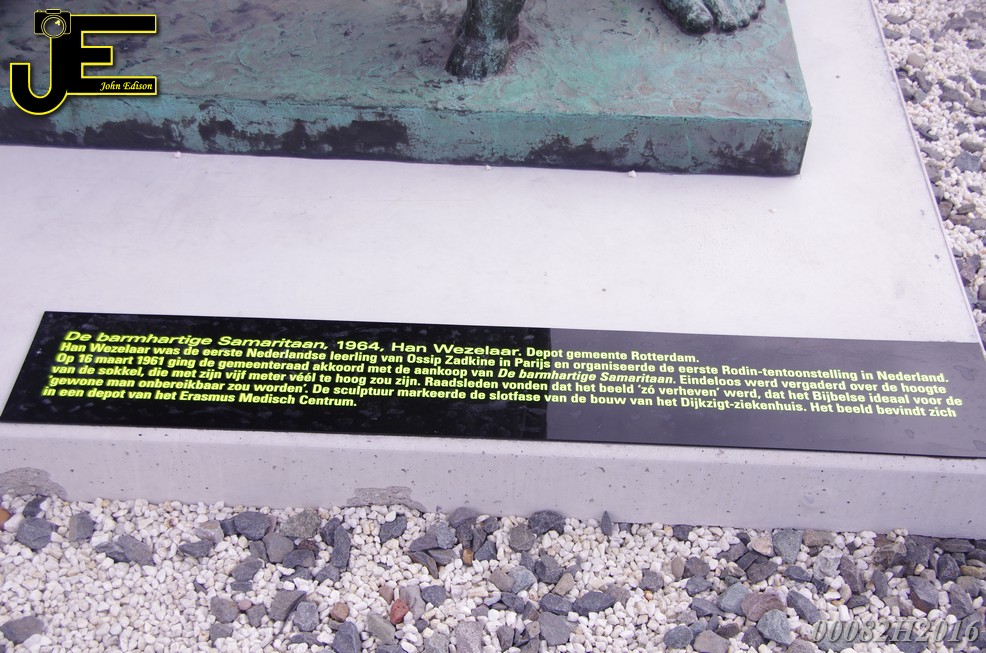 JE
John Edison
De barmhartige Samaritaan, 1964, Han Wezelaar. Depot gemeente Rotterdam.
Han Wezelaar was de eerste Nederlandse leerling van Ossip Zadkine in Parijs en organiseerde de eerste Rodin-tentoonstelling in Nederland.
Op 16 maart 1961 ging de gemeenteraad akkoord met de aankoop van De barmhartige Samaritaan. Eindeloos werd vergaderd over de hoogte
van de sokkel, die met zijn vijf meter véél te hoog zou zijn. Raadsleden vonden dat het beeld ‘zó verheven’ werd, dat het Bijbelse ideaal voor de
‘gewone man onbereikbaar zou worden’. De sculptuur markeerde de slotfase van de bouw van het Dijkzigt-ziekenhuis. Het beeld bevindt zich
in een depot van het Erasmus Medisch Centrum.
00082H2016